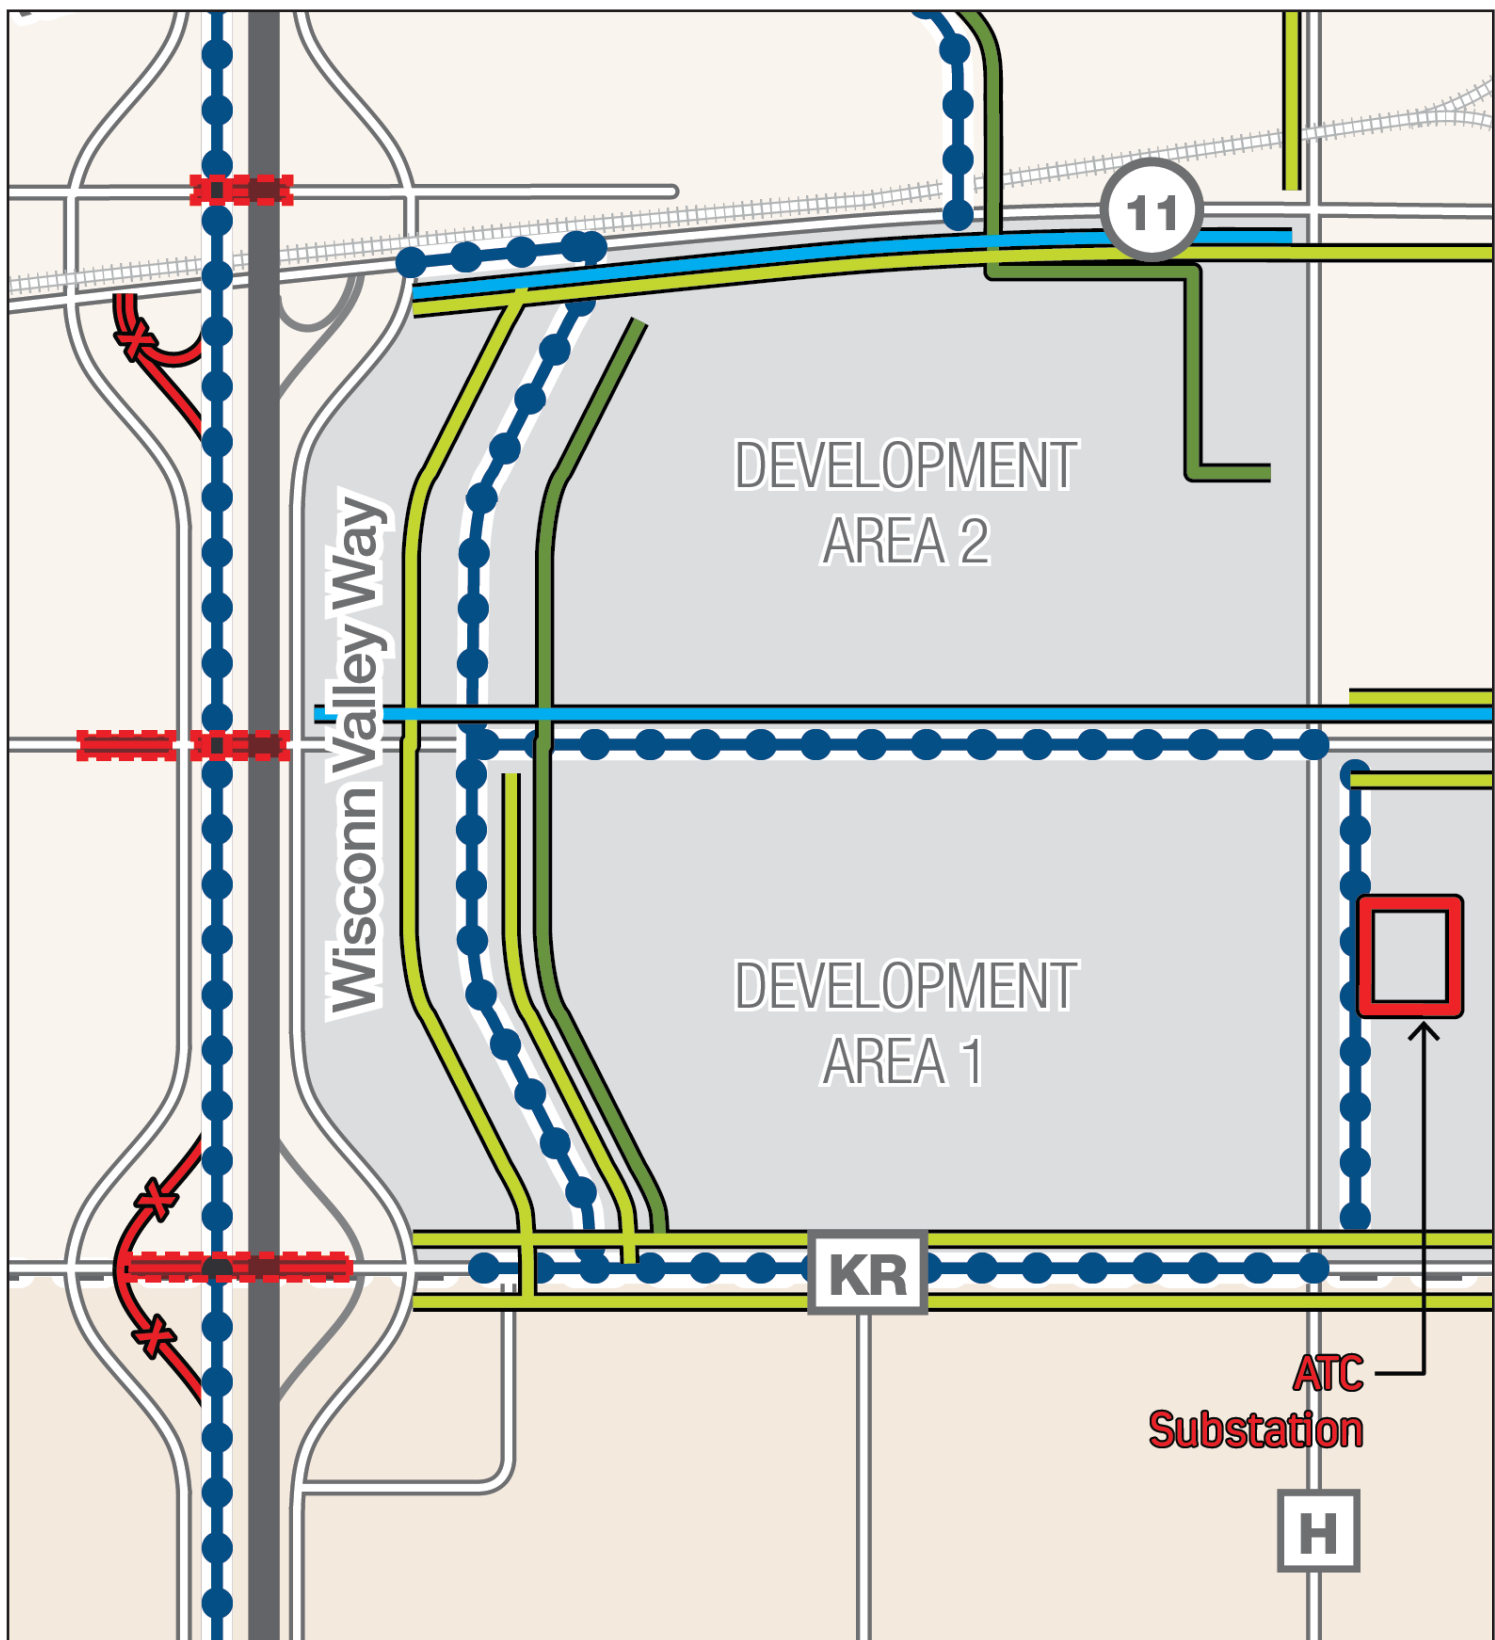 11
DEVELOPMENT
AREA 2
Wisconn Valley Way
DEVELOPMENT
AREA 1
KR
ATC
Substation
H